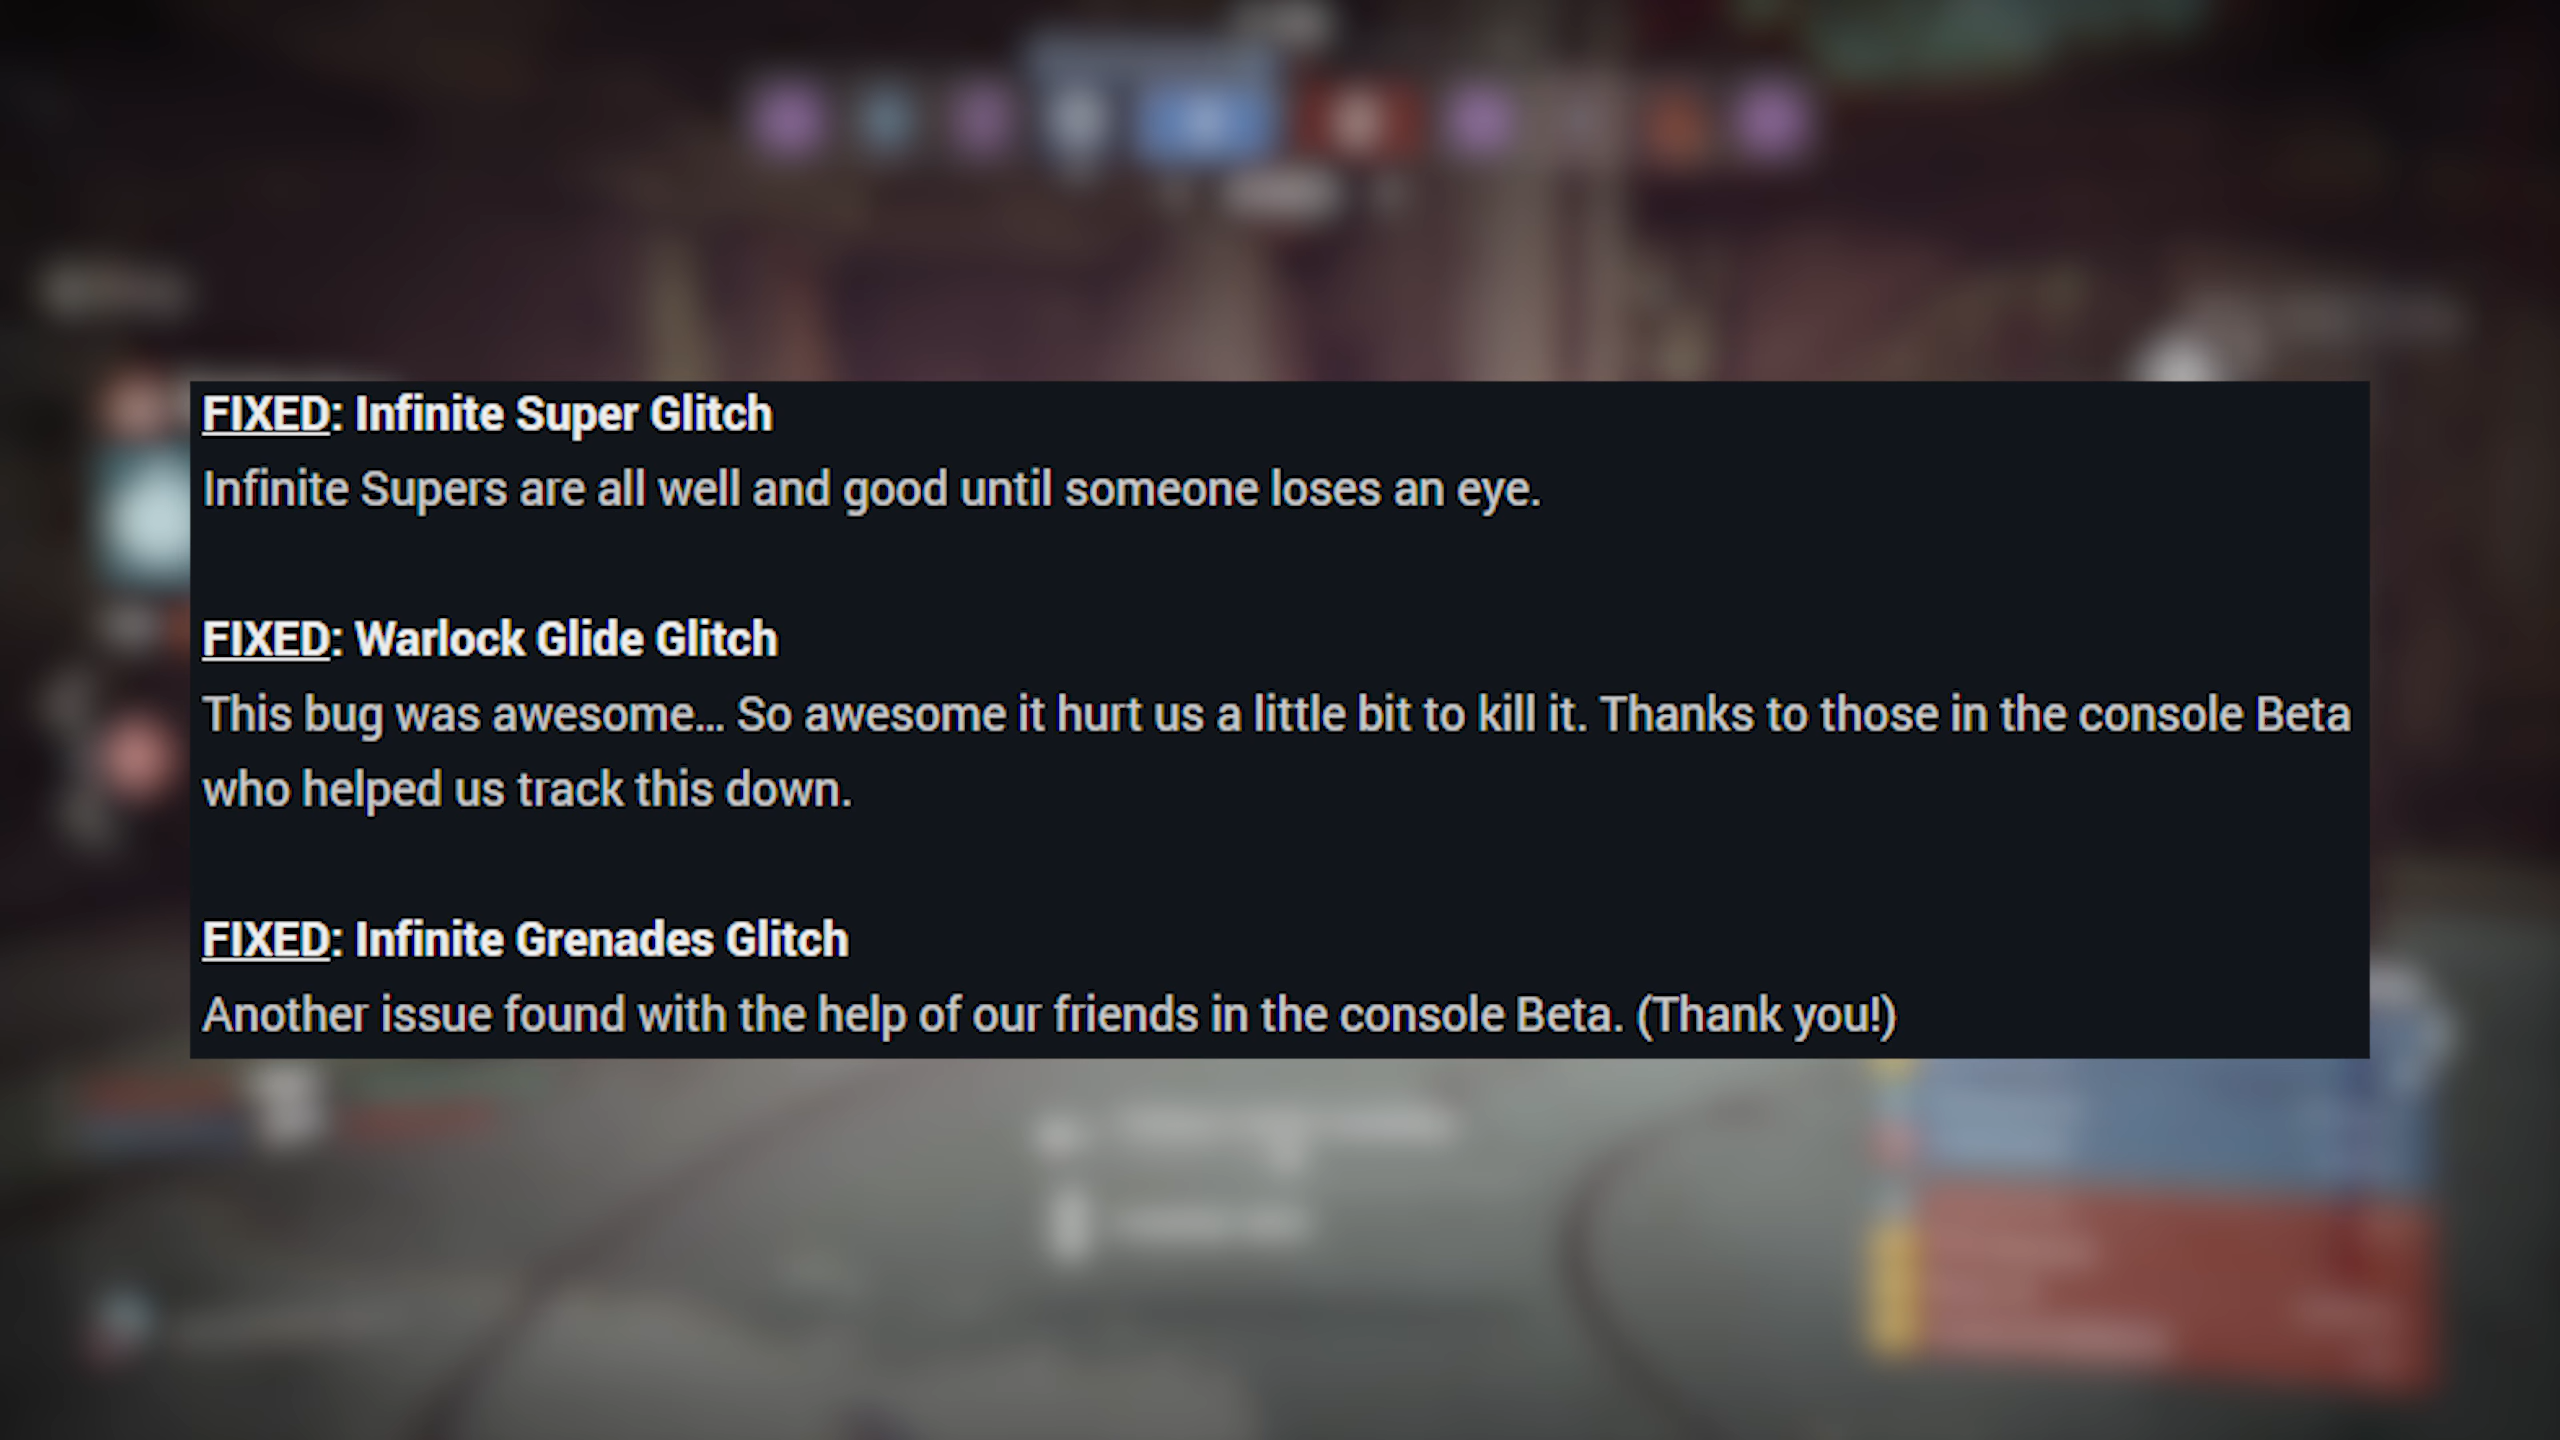 FIXED: Infinite Super Glitch
Infinite Supers are all well and good until someone loses an eye.
FIXED: Warlock Glide Glitch
This bug was awesome... So awesome it hurt us a little bit to kill it. Thanks to those in the console Beta
who helped us track this down.
FIXED: Infinite Grenades Glitch
Another issue found with the help of our friends in the console Beta. (Thank you!)